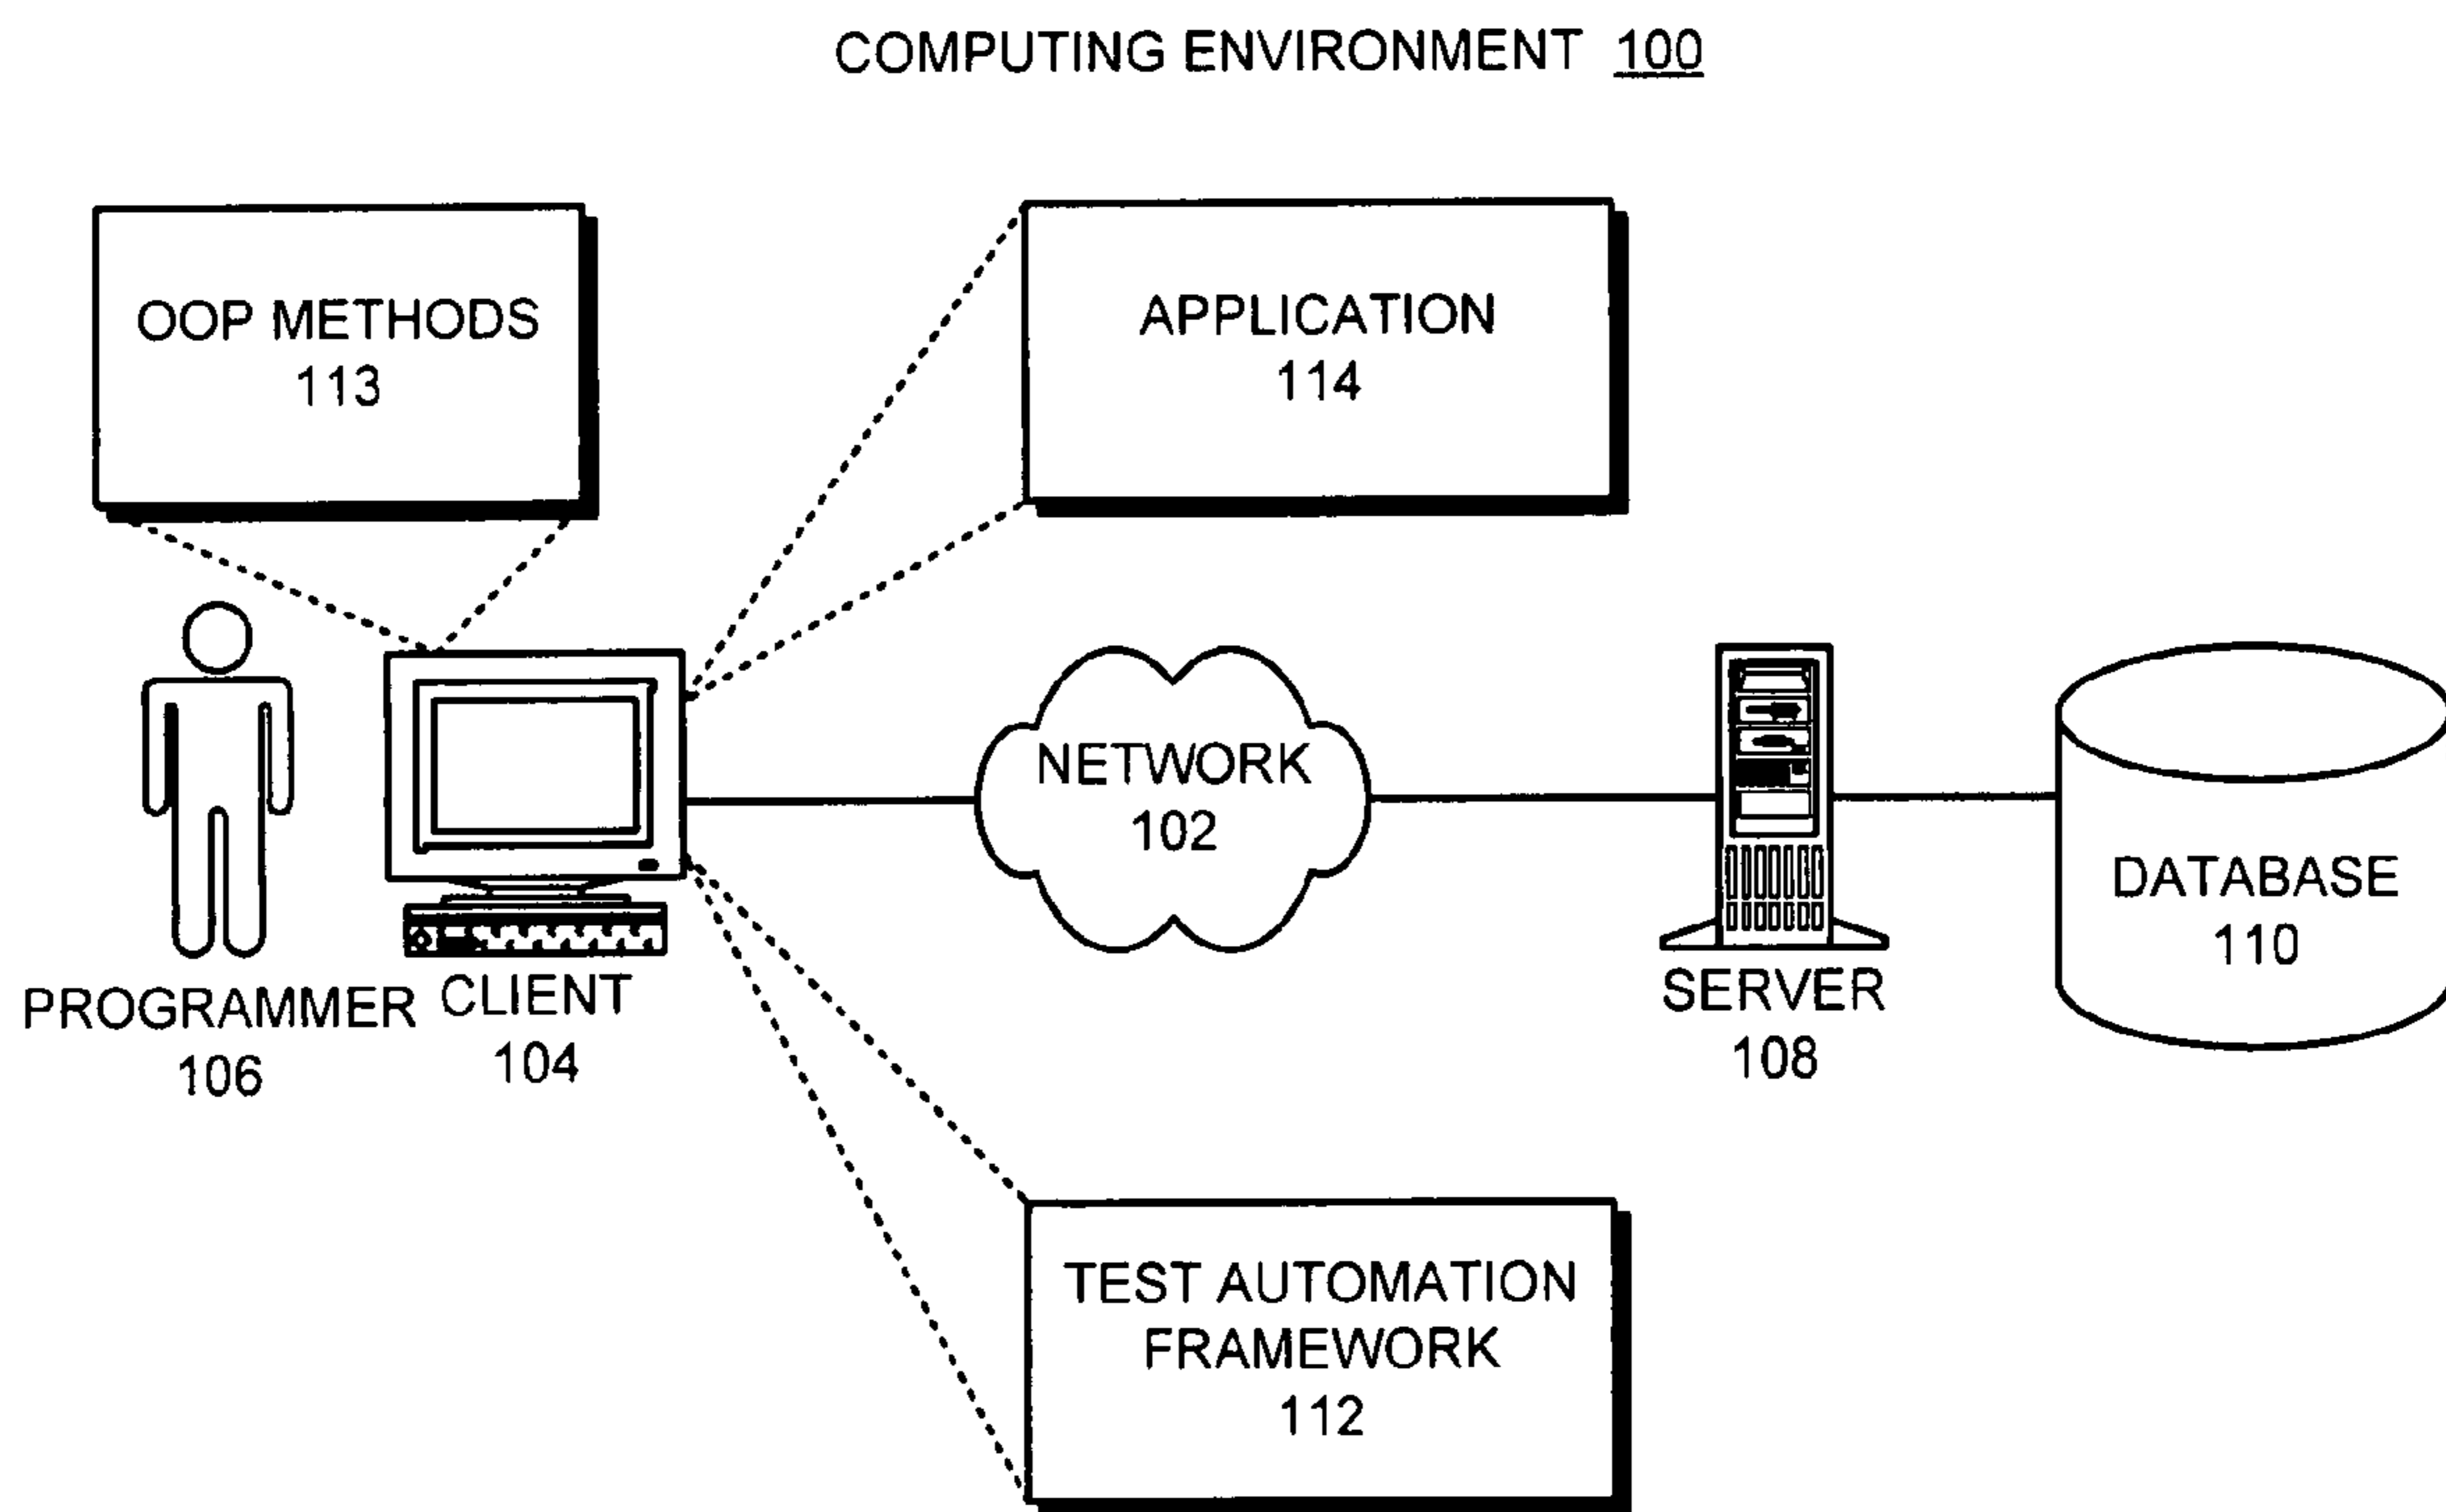 COMPUTING ENVIRONMENT 100
OOP METHODS
113
APPLICATION
114
NETWORK
102
DATABASE
110
PROGRAMMER
106
CLIENT
104
SERVER
108
TEST AUTOMATION
FRAMEWORK
112